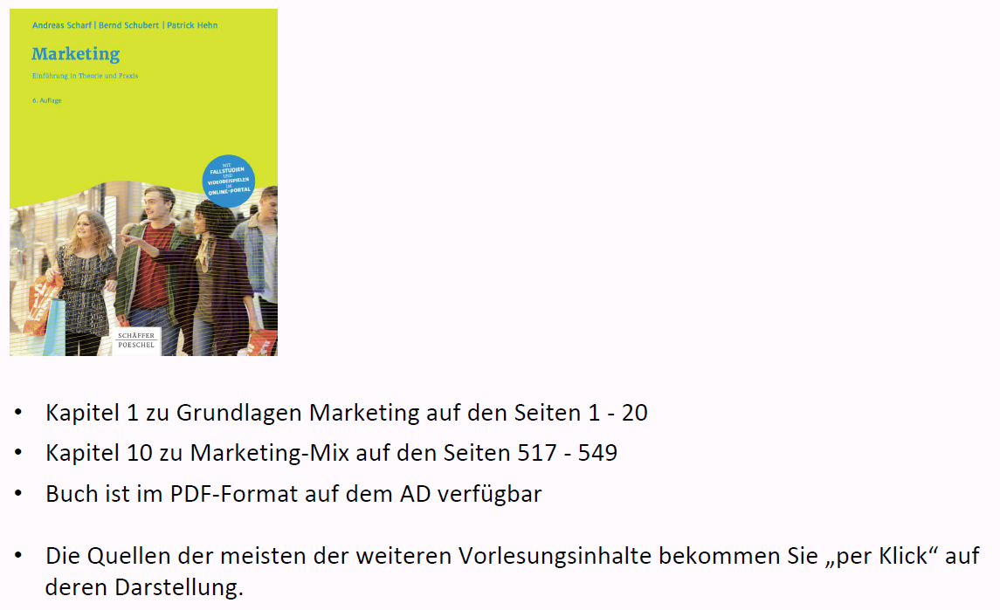 Andreas Scharf | Bernd Schubert | Patrick Hehn
Marketing
Einführung in Theorie und Praxis
6. Auflage
MIT
FALLSTUDIEN
UND
VIDEOBEISPIELEN
IM
ONLINE-PORTAL
SCHÄFFER
POESCHEL
• Kapitel 1 zu Grundlagen Marketing auf den Seiten 1 - 20
• Kapitel 10 zu Marketing-Mix auf den Seiten 517 - 549
• Buch ist im PDF-Format auf dem AD verfügbar
• Die Quellen der meisten der weiteren Vorlesungsinhalte bekommen Sie „per Klick“ auf
deren Darstellung.